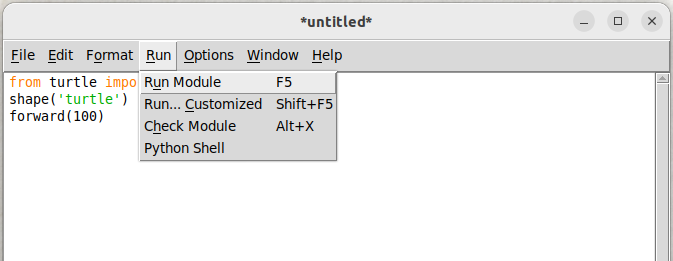 *untitled*
File Edit Format Run Options Window Help
from turtle impo
shape('turtle')
forward(100)
Run Module F5
Run... Customized Shift+F5
Check Module Alt+X
Python Shell